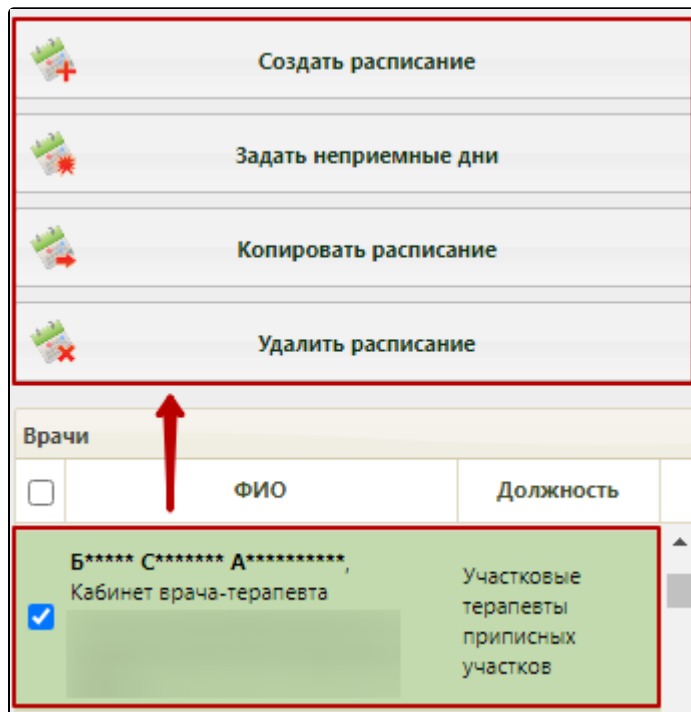 Создать расписание
Задать неприемные дни
Копировать расписание
Удалить расписание
Врачи
ФИО Должность
Б***** С******* А**********,
Кабинет врача-терапевта
Участковые
терапевты
приписных
участков